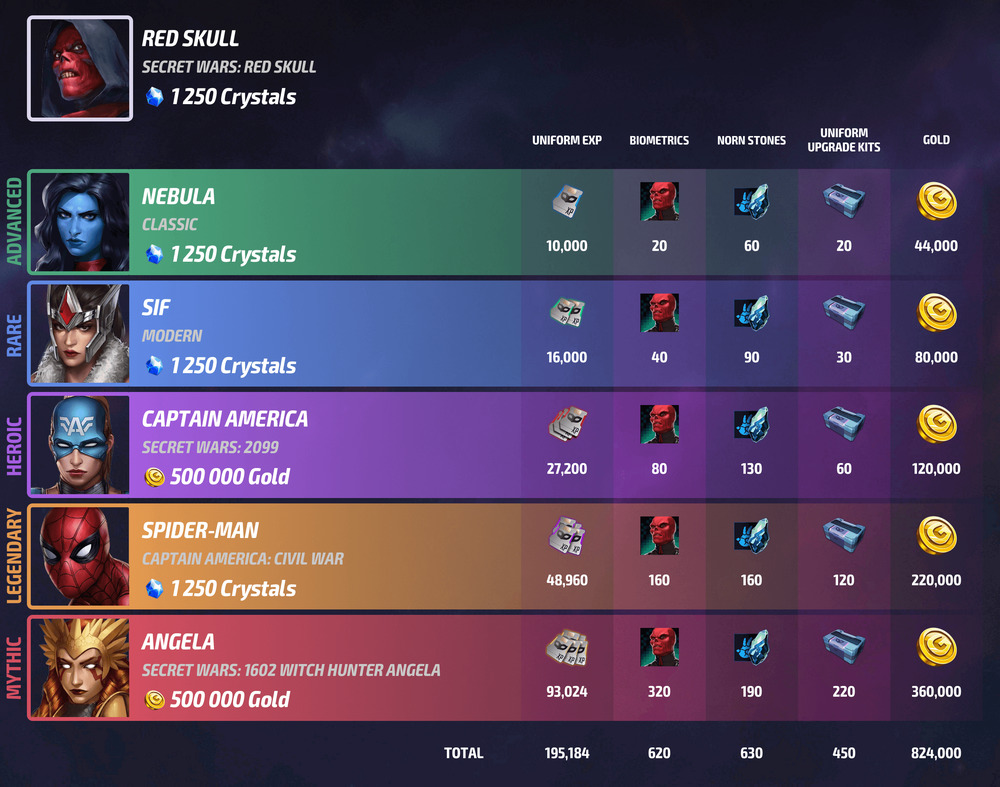 RED SKULL
SECRET WARS: RED SKULL
1 250 Crystals
UNIFORM EXP
BIOMETRICS
NORN STONES
UNIFORM
UPGRADE KITS
GOLD
ADVANCED
NEBULA
CLASSIC
1 250 Crystals
10,000
20
60
20
44,000
RARE
SIF
MODERN
1 250 Crystals
16,000
40
90
30
80,000
HEROIC
CAPTAIN AMERICA
SECRET WARS: 2099
500 000 Gold
27,200
80
130
60
120,000
LEGENDARY
SPIDER-MAN
CAPTAIN AMERICA: CIVIL WAR
1 250 Crystals
48,960
160
160
120
220,000
MYTHIC
ANGELA
SECRET WARS: 1602 WITCH HUNTER ANGELA
500 000 Gold
93,024
320
190
220
360,000
TOTAL
195,184
620
630
450
824,000